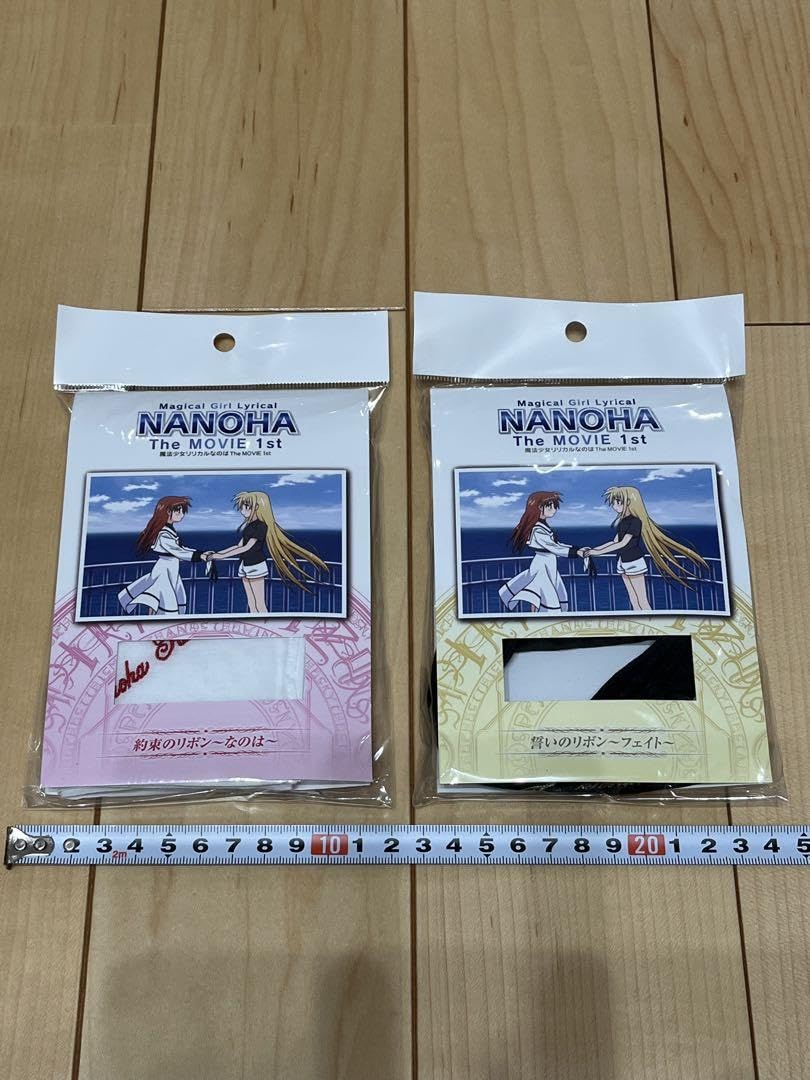 Magical Girl Lyrical
NANOHA
The MOVIE 1st
魔法少女リリカルなのは The MOVIE 1st
oha
約束のリボン〜なのは〜
Magical Girl Lyrical
NANOHA
The MOVIE 1st
魔法少女リリカルなのは The MOVIE 1st
誓いのリボン〜フェイト〜
2 3 4 5 6 7 8 9 10 1 2 3 4 5 6 7 8 9 20 1 2 3 4 5
2m